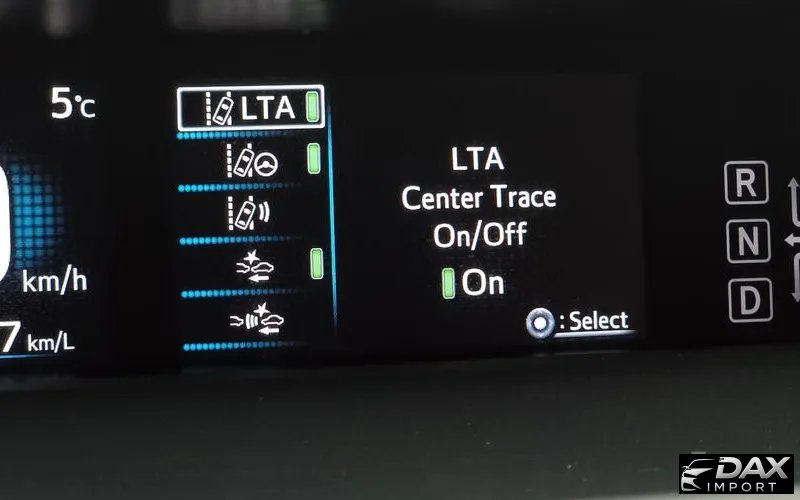 5°C
LTA
LTA
Center Trace
On/Off
On
: Select
km/h
7 km/L
R
N
D
DAX
IMPORT